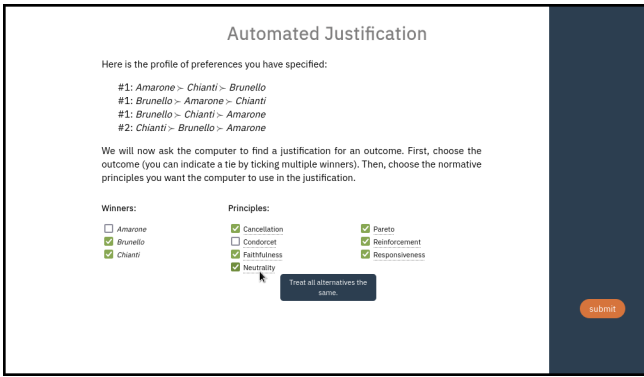 Automated Justification
Here is the profile of preferences you have specified:
#1: Amarone ≻ Chianti ≻ Brunello
#1: Brunello ≻ Amarone ≻ Chianti
#1: Brunello ≻ Chianti ≻ Amarone
#2: Chianti ≻ Brunello ≻ Amarone
We will now ask the computer to find a justification for an outcome. First, choose the
outcome (you can indicate a tie by ticking multiple winners). Then, choose the normative
principles you want the computer to use in the justification.
Winners:
Amarone
Brunello
Chianti
Principles:
Cancellation
Condorcet
Faithfulness
Neutrality
Pareto
Reinforcement
Responsiveness
Treat all alternatives the
same.
submit